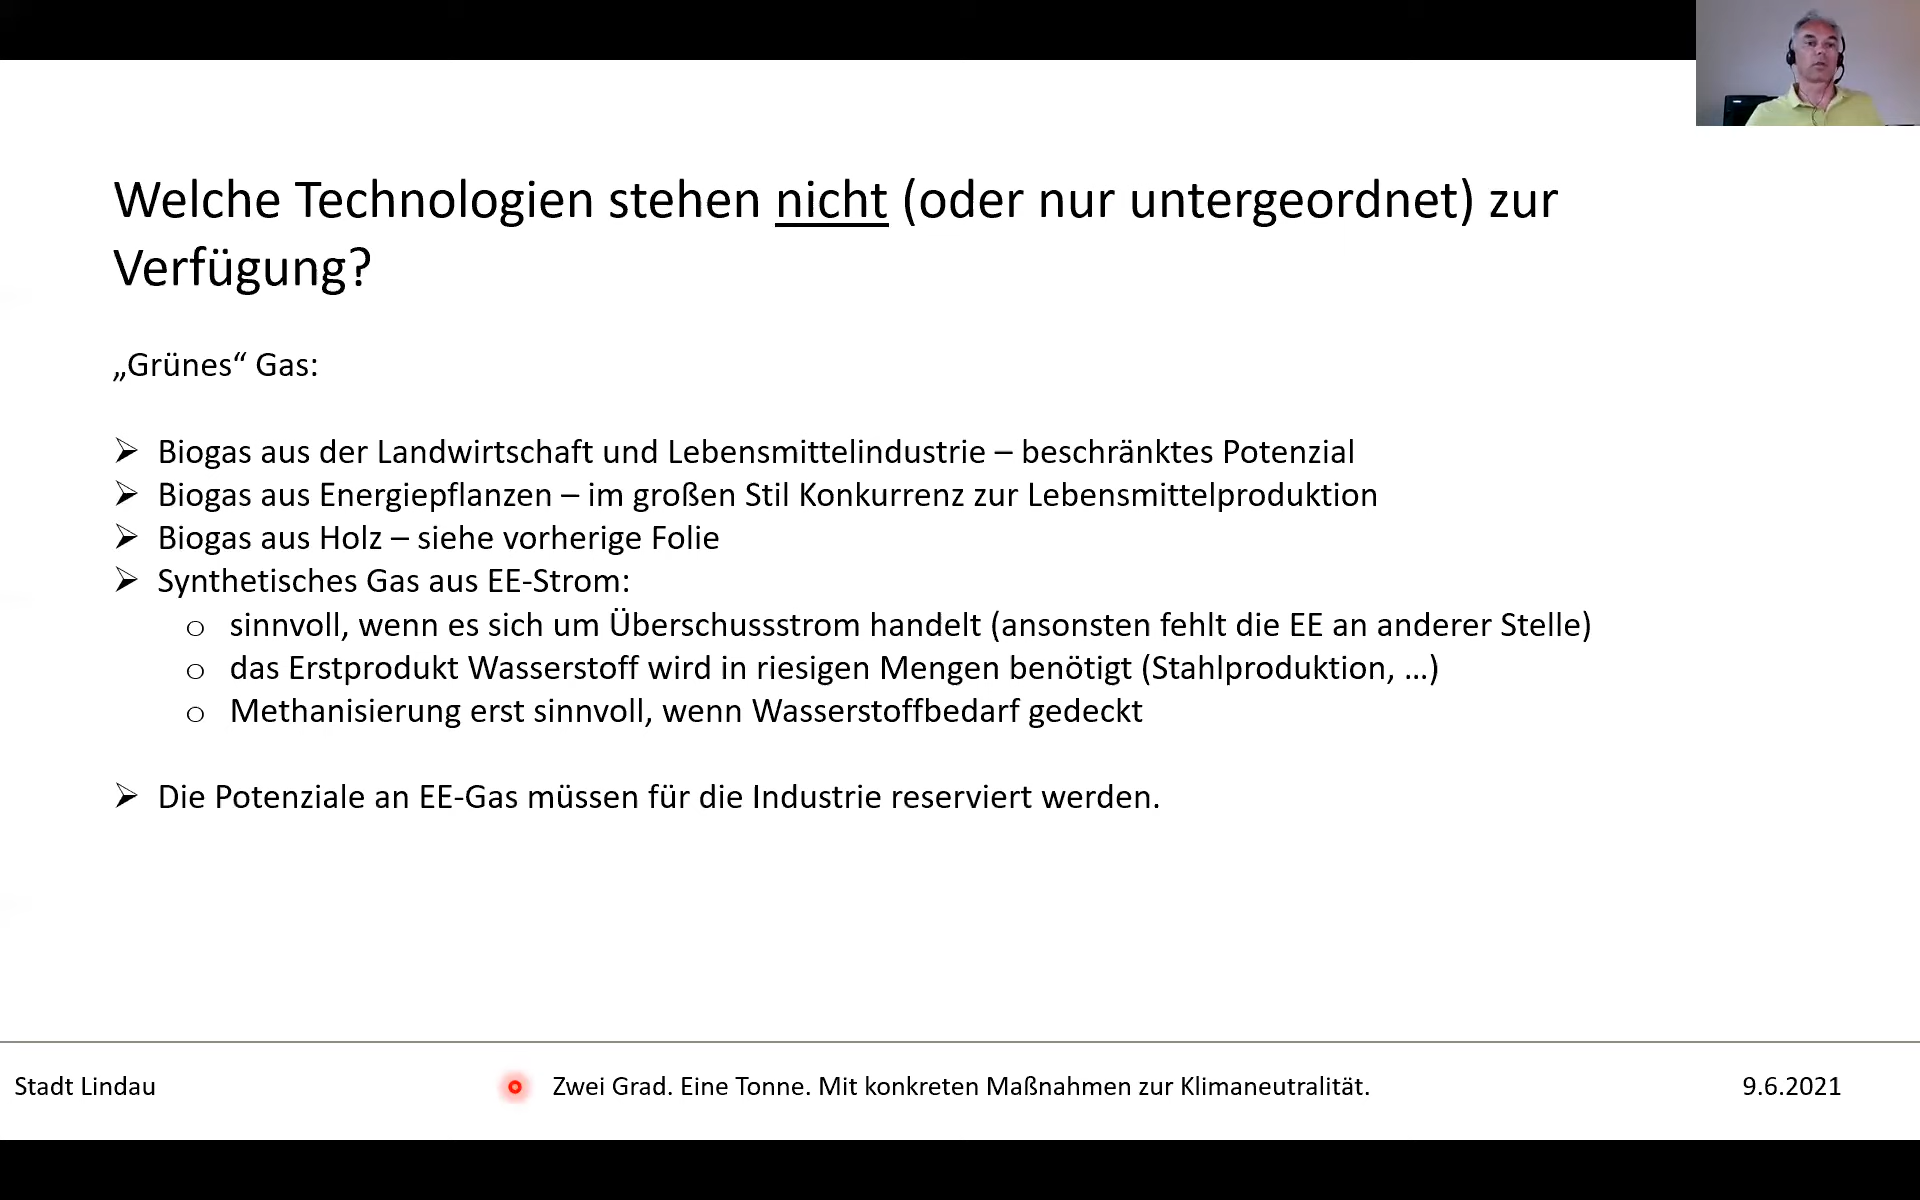 Welche Technologien stehen nicht (oder nur untergeordnet) zur
Verfügung?
„Grünes“ Gas:
➢ Biogas aus der Landwirtschaft und Lebensmittelindustrie – beschränktes Potenzial
➢ Biogas aus Energiepflanzen – im großen Stil Konkurrenz zur Lebensmittelproduktion
➢ Biogas aus Holz – siehe vorherige Folie
➢ Synthetisches Gas aus EE-Strom:
o sinnvoll, wenn es sich um Überschussstrom handelt (ansonsten fehlt die EE an anderer Stelle)
o das Erstprodukt Wasserstoff wird in riesigen Mengen benötigt (Stahlproduktion, …)
o Methanisierung erst sinnvoll, wenn Wasserstoffbedarf gedeckt
➢ Die Potenziale an EE-Gas müssen für die Industrie reserviert werden.
Stadt Lindau Zwei Grad. Eine Tonne. Mit konkreten Maßnahmen zur Klimaneutralität. 9.6.2021